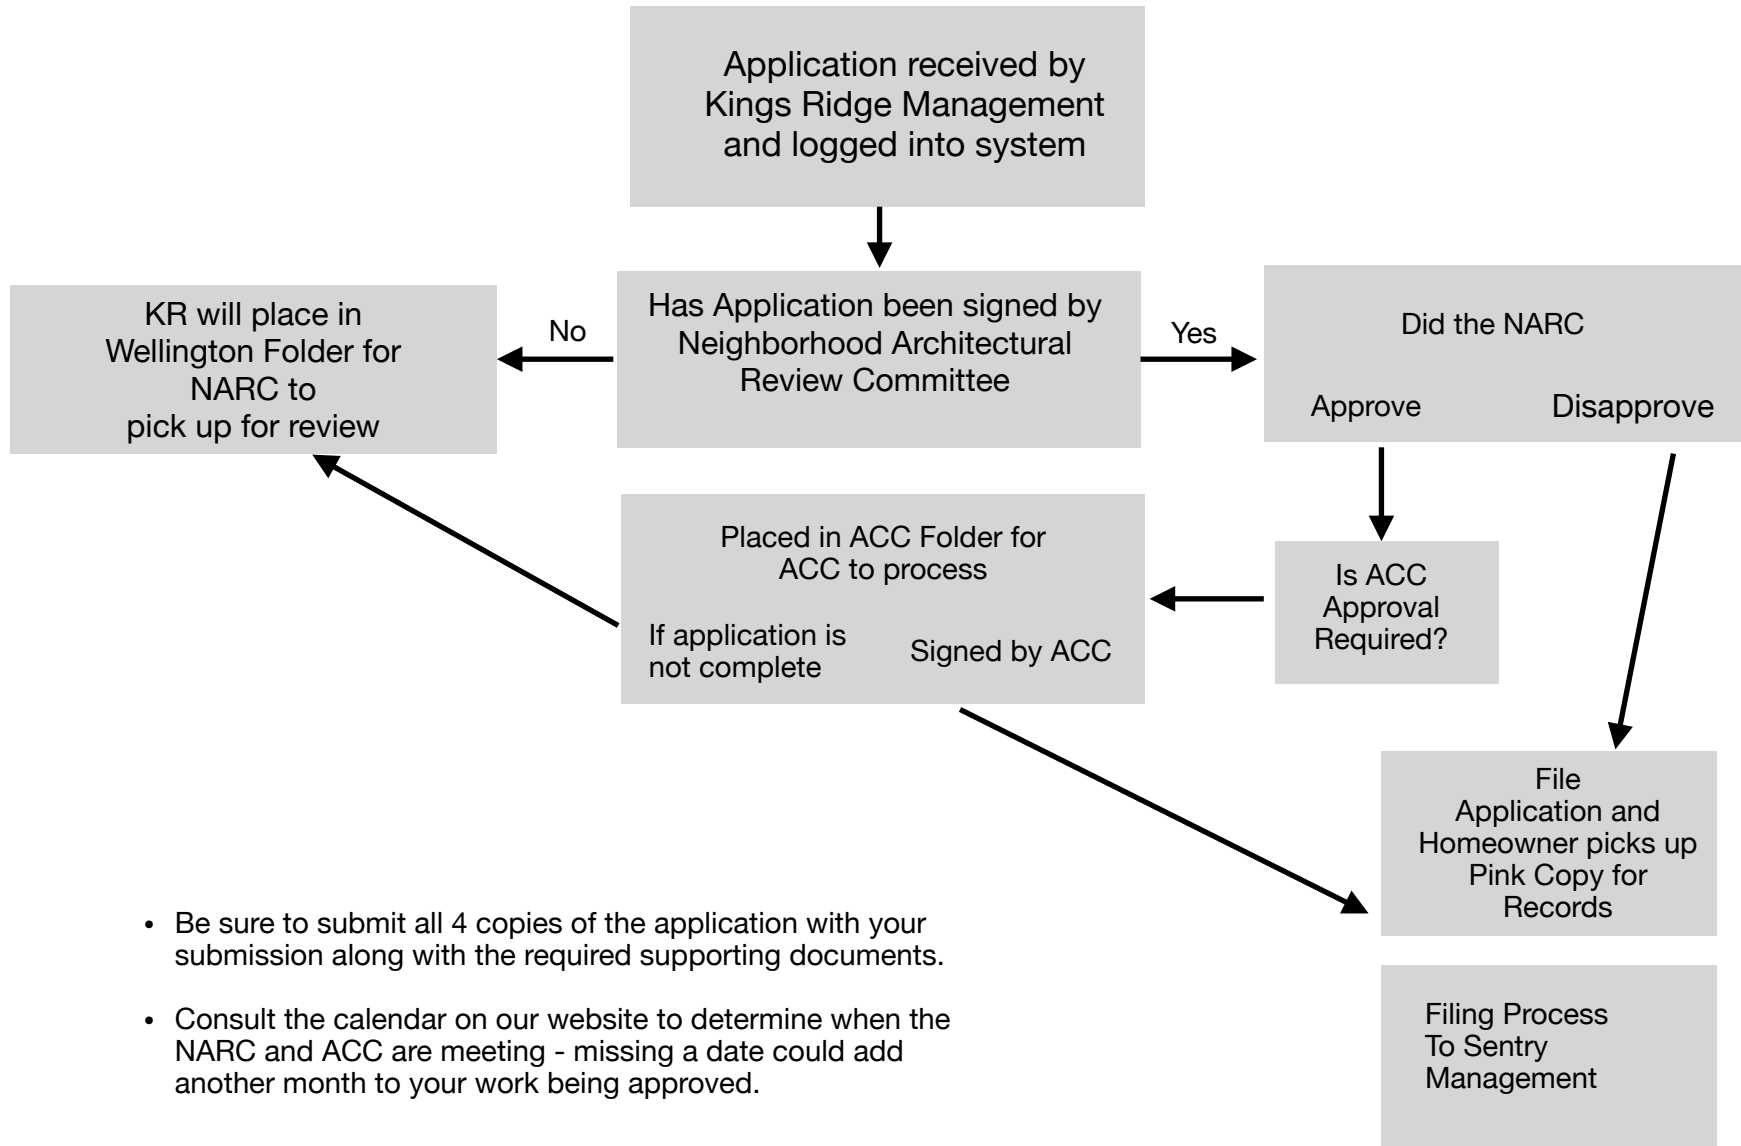 Application received by
Kings Ridge Management
and logged into system
KR will place in
Wellington Folder for
NARC to
pick up for review
No
Has Application been signed by
Neighborhood Architectural
Review Committee
Yes
Did the NARC
Approve
Disapprove
Placed in ACC Folder for
ACC to process
If application is
not complete
Signed by ACC
Is ACC
Approval
Required?
File
Application and
Homeowner picks up
Pink Copy for
Records
• Be sure to submit all 4 copies of the application with your
submission along with the required supporting documents.
• Consult the calendar on our website to determine when the
NARC and ACC are meeting - missing a date could add
another month to your work being approved.
Filing Process
To Sentry
Management